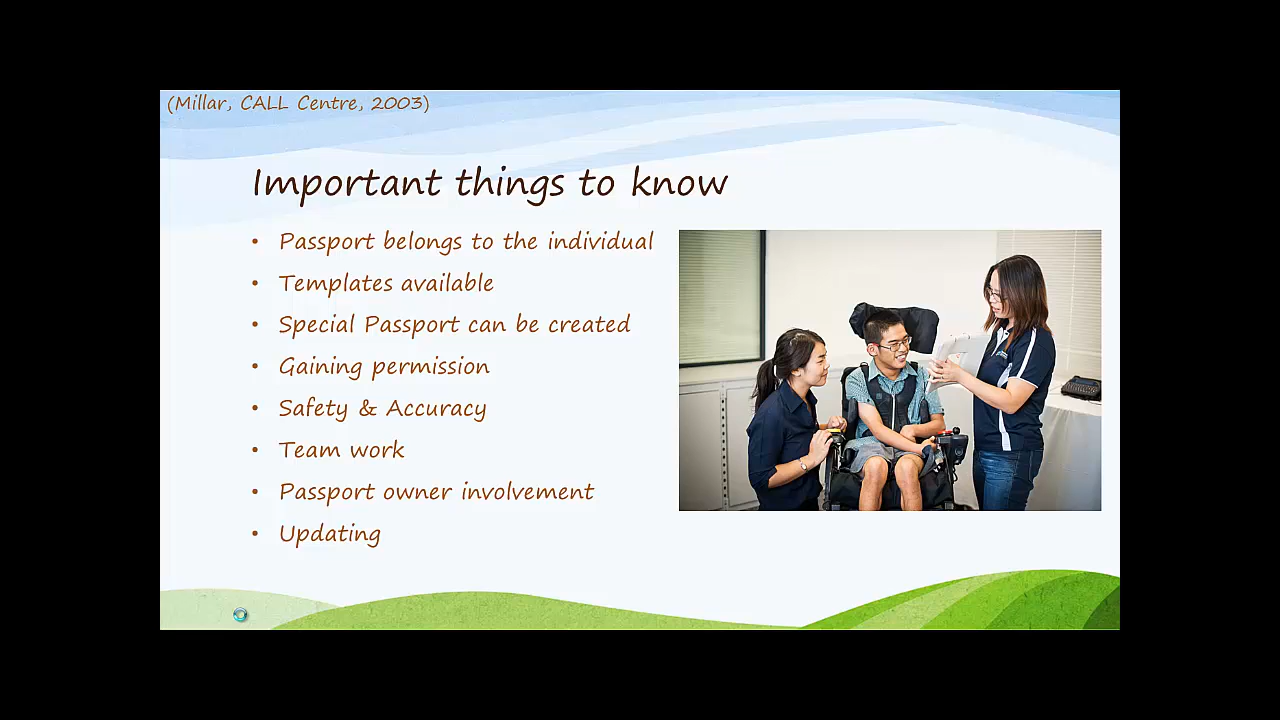 (Millar, CALL Centre, 2003)
Important things to know
• Passport belongs to the individual
• Templates available
• Special Passport can be created
• Gaining permission
• Safety & Accuracy
• Team work
• Passport owner involvement
• Updating